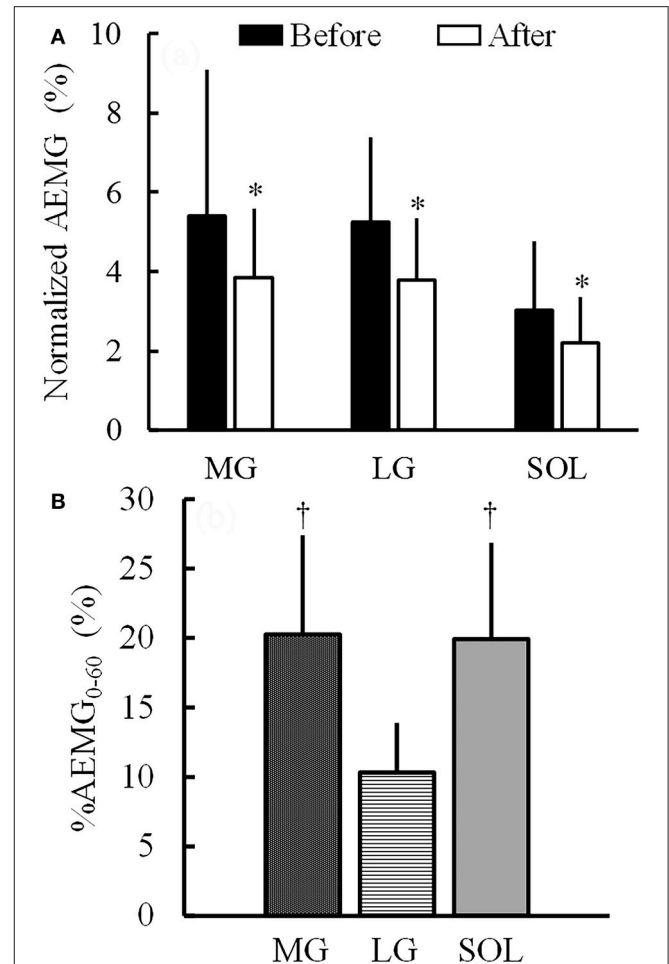 A
(a)
Before After
Normalized AEMG (%)
10
8
6
4
2
0
* * *
MG LG SOL
B
(b)
%AEMG0-60 (%)
30
25
20
15
10
5
0
† †
MG LG SOL